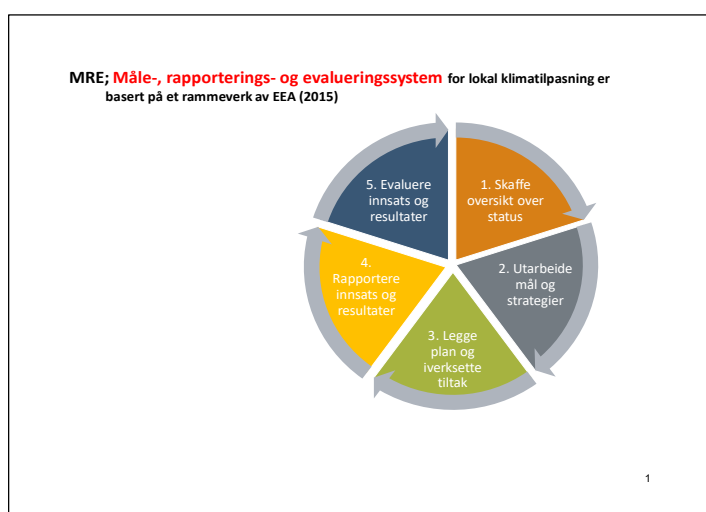 MRE; Måle-, rapporterings- og evalueringssystem for lokal klimatilpasning er
basert på et rammeverk av EEA (2015)
1. Skaffe
oversikt over
status
2. Utarbeide
mål og
strategier
3. Legge
plan og
iverksette
tiltak
4.
Rapportere
innsats og
resultater
5. Evaluere
innsats og
resultater
1